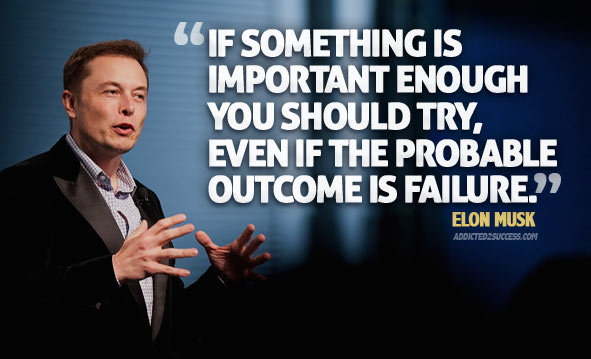 “IF SOMETHING IS
IMPORTANT ENOUGH
YOU SHOULD TRY,
EVEN IF THE PROBABLE
OUTCOME IS FAILURE.”
ELON MUSK
ADDICTED2SUCCESS.COM